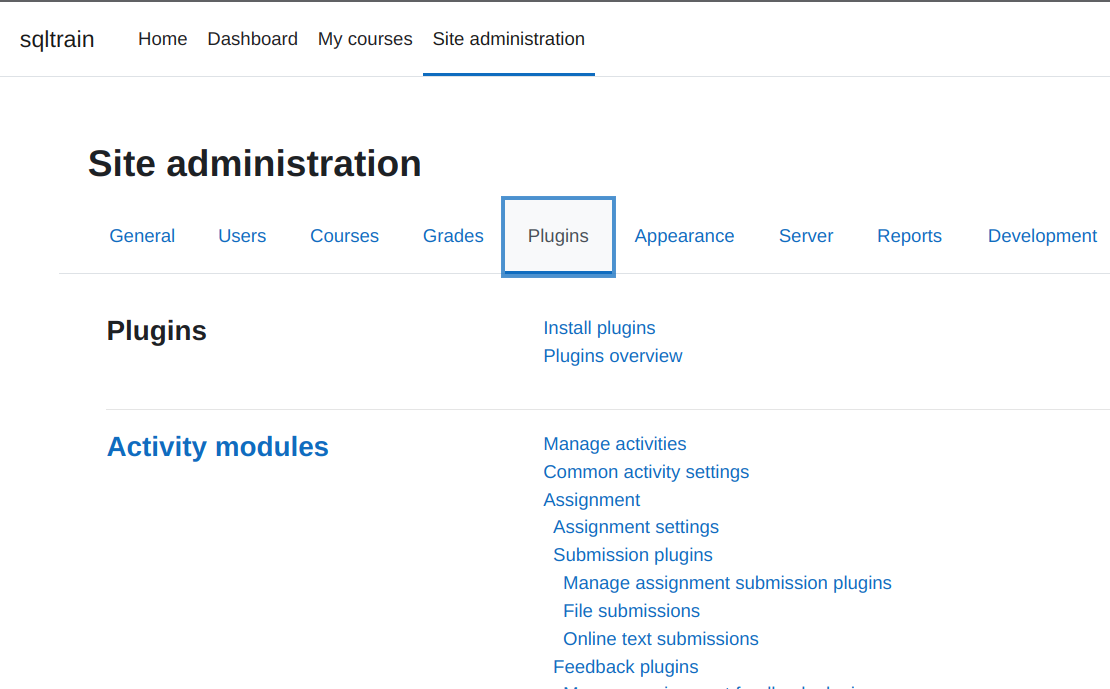 sqltrain Home Dashboard My courses Site administration
Site administration
General Users Courses Grades Plugins Appearance Server Reports Development
Plugins
Install plugins
Plugins overview
Activity modules
Manage activities
Common activity settings
Assignment
Assignment settings
Submission plugins
Manage assignment submission plugins
File submissions
Online text submissions
Feedback plugins